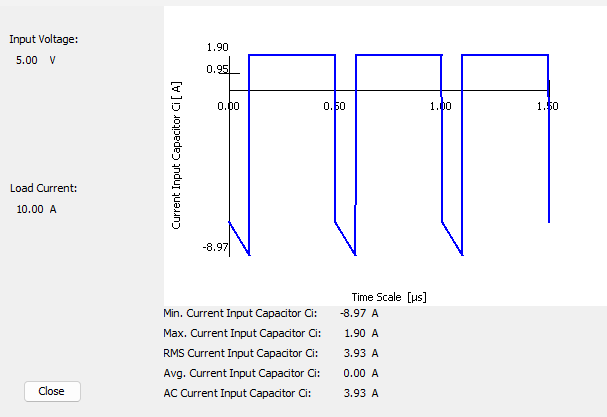 Input Voltage:
5.00 V
Load Current:
10.00 A
Close
Current Input Capacitor Ci [ A]
1.90
0.95
0.00 0.50 1.00 1.50
-8.97
Time Scale [µs]
Min. Current Input Capacitor Ci: -8.97 A
Max. Current Input Capacitor Ci: 1.90 A
RMS Current Input Capacitor Ci: 3.93 A
Avg. Current Input Capacitor Ci: 0.00 A
AC Current Input Capacitor Ci: 3.93 A